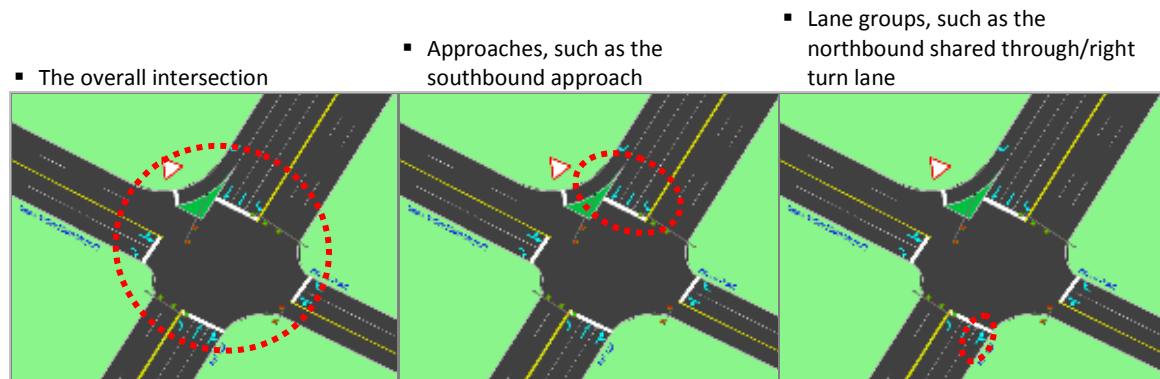 ▪ The overall intersection
▪ Approaches, such as the
southbound approach
▪ Lane groups, such as the
northbound shared through/right
turn lane